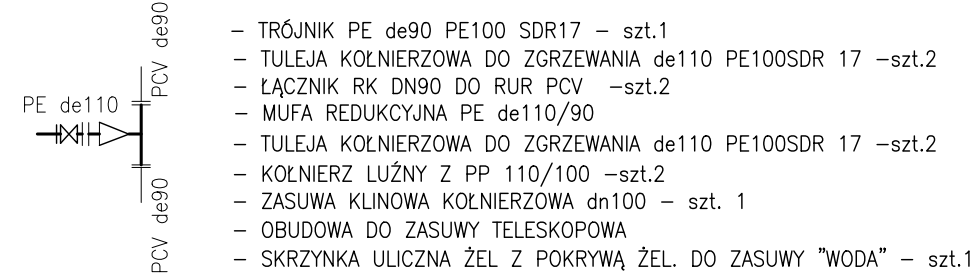 PCV de90
PE de110
PCV de90
– TRÓJNIK PE de90 PE100 SDR17 – szt.1
– TULEJA KOŁNIERZOWA DO ZGRZEWANIA de110 PE100SDR 17 –szt.2
– ŁĄCZNIK RK DN90 DO RUR PCV –szt.2
– MUFA REDUKCYJNA PE de110/90
– TULEJA KOŁNIERZOWA DO ZGRZEWANIA de110 PE100SDR 17 –szt.2
– KOŁNIERZ LUŹNY Z PP 110/100 –szt.2
– ZASUWA KLINOWA KOŁNIERZOWA dn100 – szt. 1
– OBUDOWA DO ZASUWY TELESKOPOWA
– SKRZYNKA ULICZNA ŻEL Z POKRYWĄ ŻEL. DO ZASUWY "WODA" – szt.1